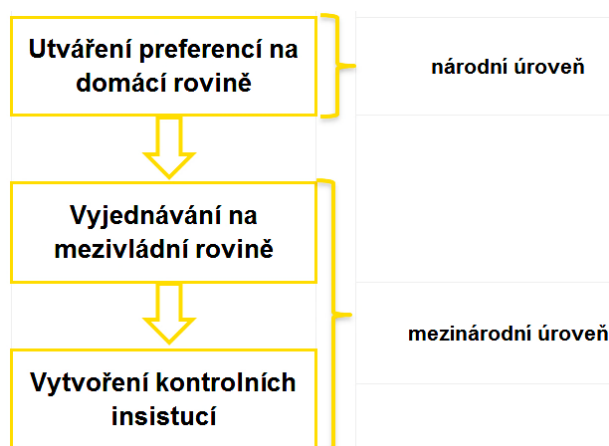 Utváření preferencí na
domácí rovině
národní úroveň
Vyjednávání na
mezivládní rovině
mezinárodní úroveň
Vytvoření kontrolních
insistucí